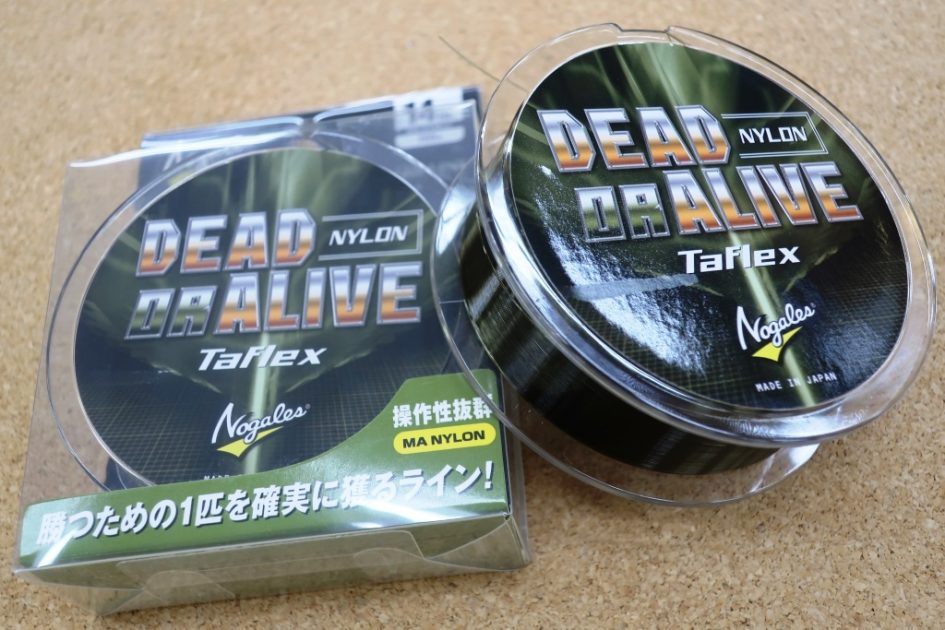 DEAD NYLON
OR ALIVE
Taflex
Nogales®
操作性抜群
MA NYLON
勝つための1匹を確実に獲るライン!
DEAD NYLON
OR ALIVE
Taflex
Nogales®
MADE IN JAPAN